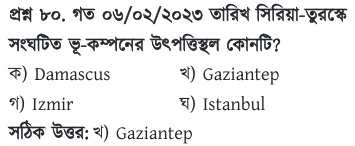 প্রশ্ন ৮০. গত ০৬/০২/২০২৩ তারিখ সিরিয়া-তুরস্কে
সংঘটিত ভূ-কম্পনের উৎপত্তিস্থল কোনটি?
ক) Damascus খ) Gaziantep
গ) Izmir ঘ) Istanbul
সঠিক উত্তর: খ) Gaziantep